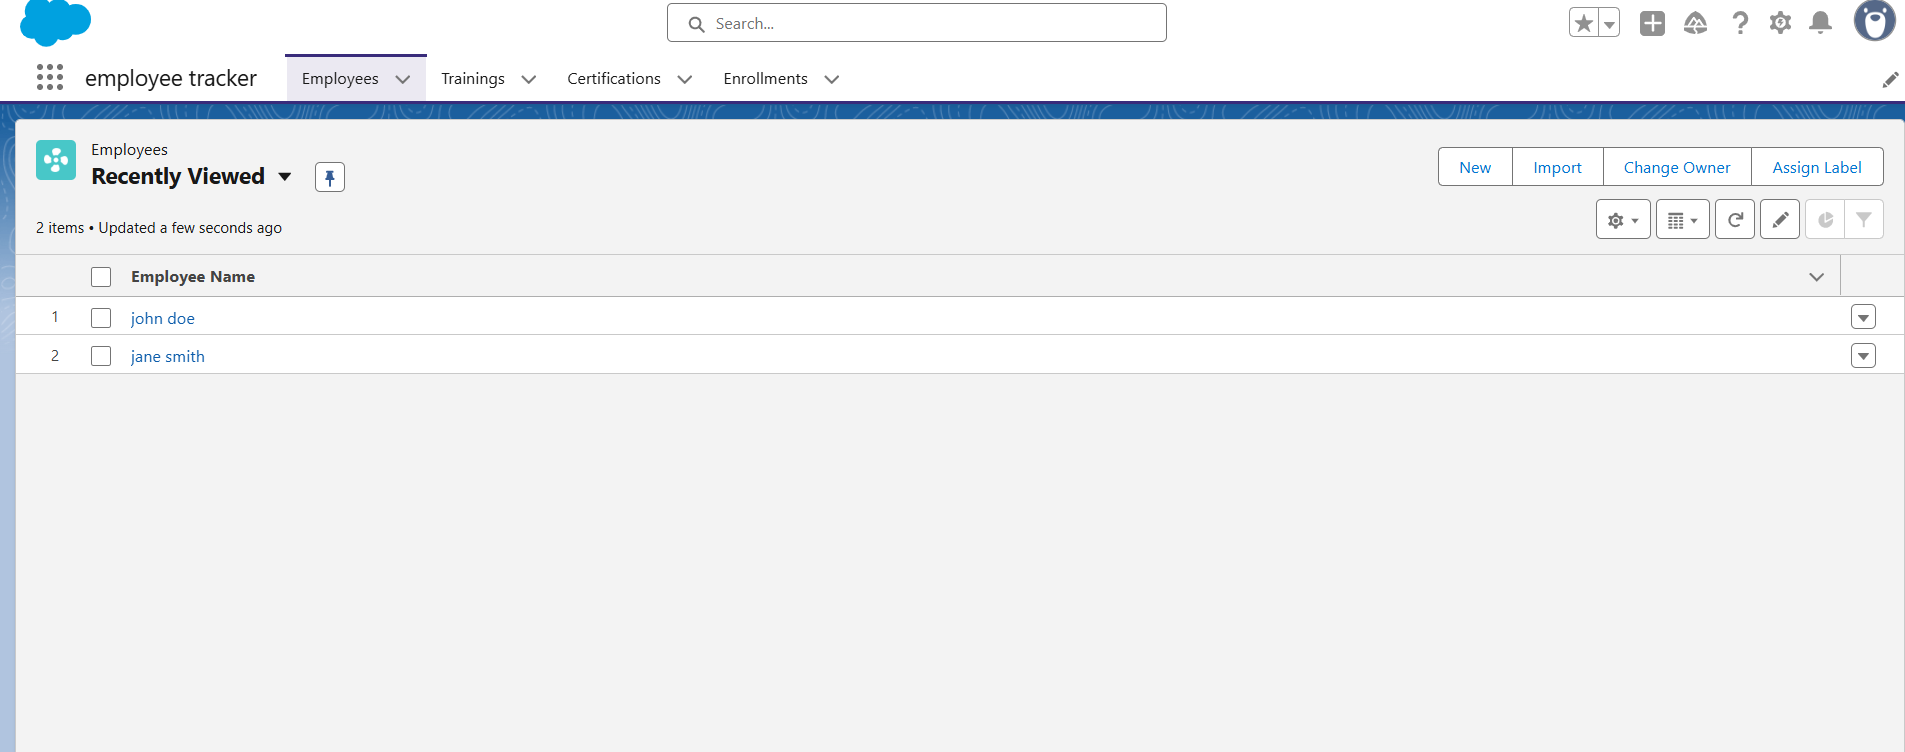 Search...
employee tracker
Employees Trainings Certifications Enrollments
Employees
Recently Viewed
New Import Change Owner Assign Label
2 items • Updated a few seconds ago
Employee Name
1 john doe
2 jane smith